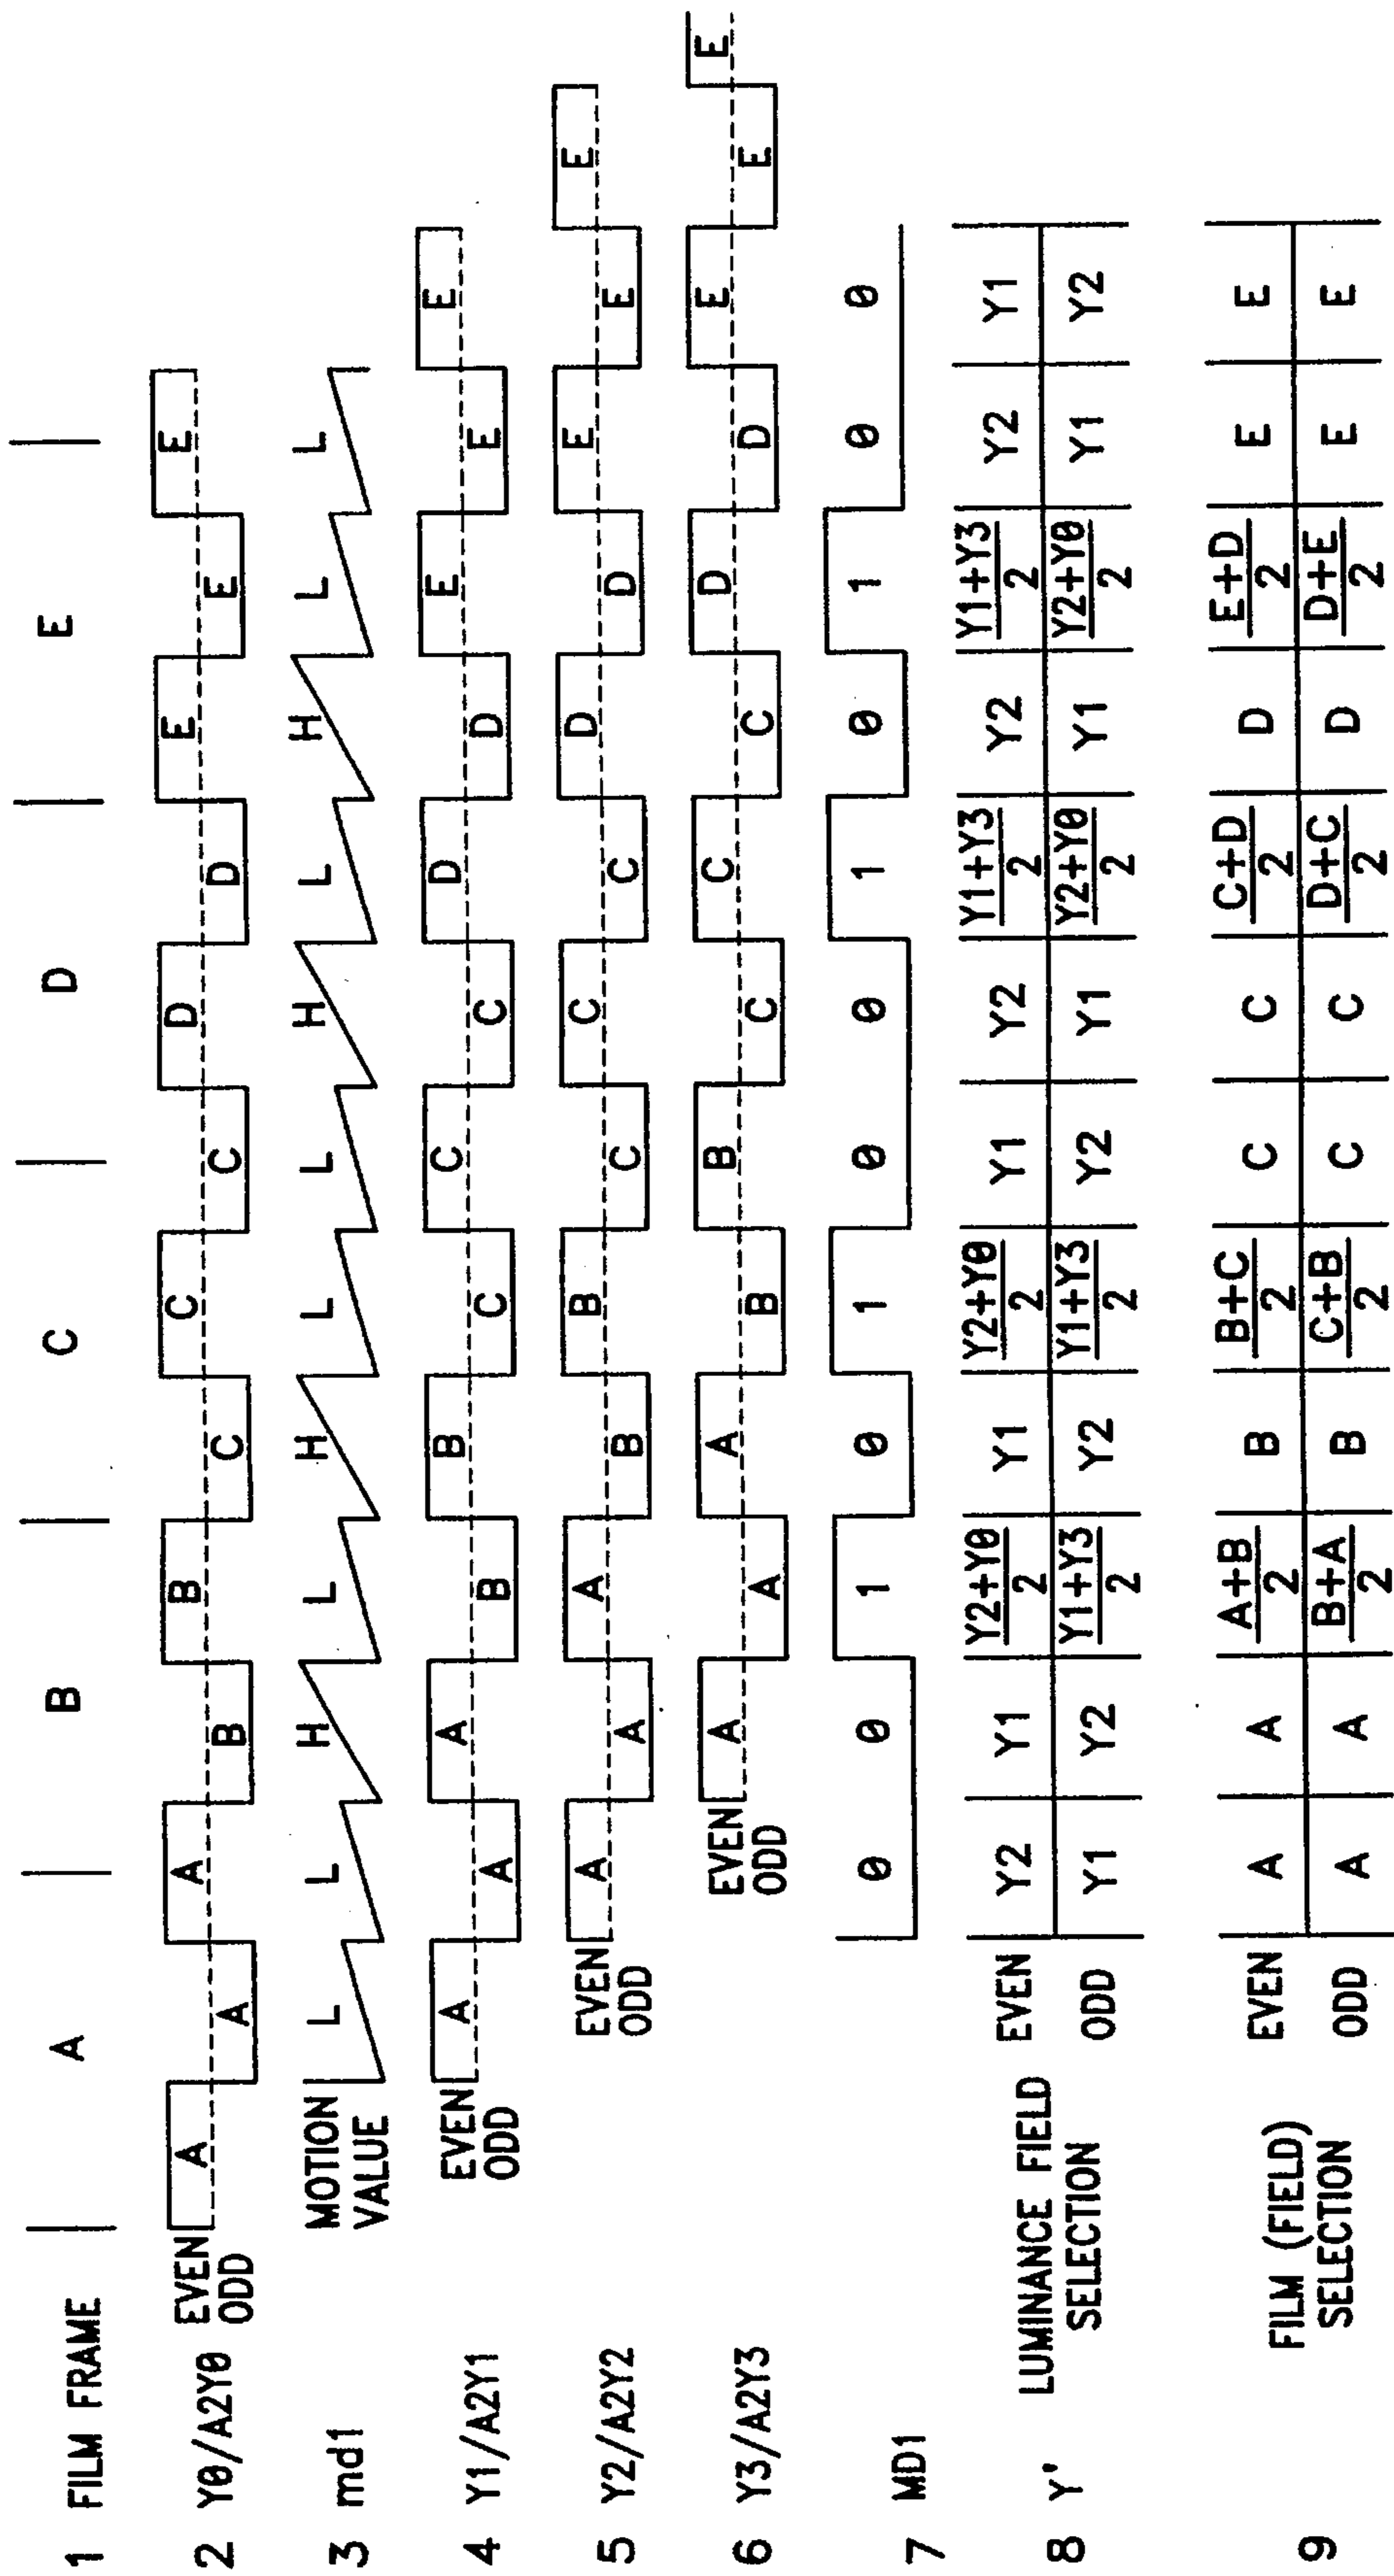 1 FILM FRAME A B C D E
2 Y0/A2Y0 EVEN ODD A A A B B C C C D D E E E
3 md1 MOTION VALUE L L H L H L L H L H L L
4 Y1/A2Y1 EVEN ODD A A A B B C C C D D E E E
5 Y2/A2Y2 EVEN ODD A A A B B C C C D D E E E
6 Y3/A2Y3 EVEN ODD A A A B B C C C D D E E E
7 MD1 0 0 1 0 1 0 0 1 0 1 0 0
8 Y' LUMINANCE FIELD SELECTION
EVEN Y2 Y1 Y2+Y0 2 Y1 Y2+Y0 2 Y1 Y2 Y1+Y3 2 Y2 Y1+Y3 2 Y2 Y1
ODD Y1 Y2 Y1+Y3 2 Y2 Y1+Y3 2 Y2 Y1 Y2+Y0 2 Y1 Y2+Y0 2 Y1 Y2
9 FILM (FIELD) SELECTION
EVEN A A A+B 2 B B+C 2 C C C+D 2 D E+D 2 E E
ODD A A B+A 2 B C+B 2 C C D+C 2 D D+E 2 E E